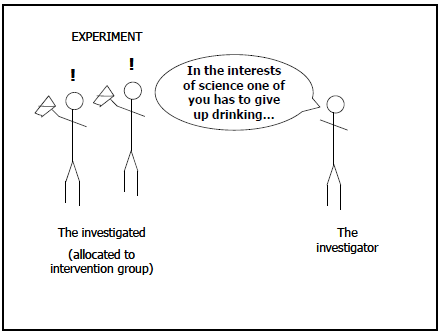 EXPERIMENT
! !
In the interests
of science one of
you has to give
up drinking...
The investigated
(allocated to
intervention group)
The
investigator